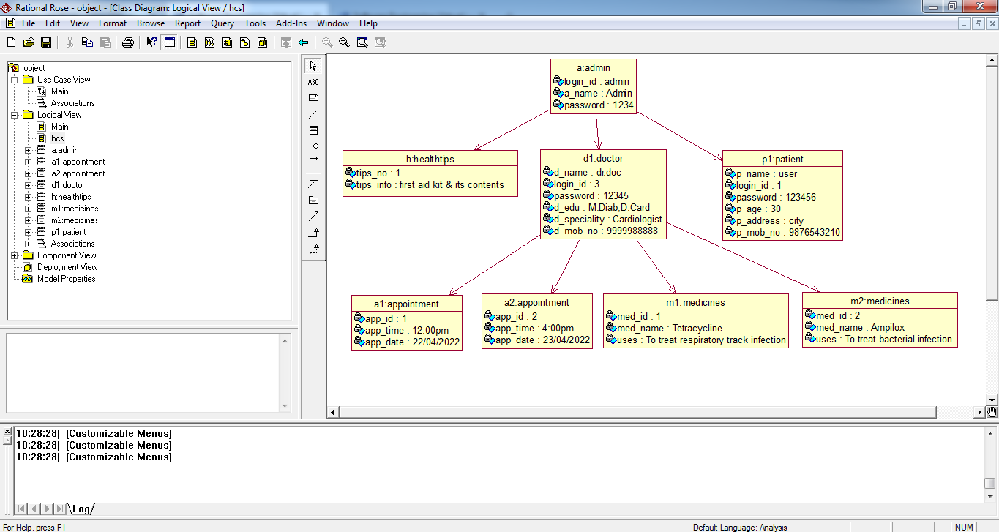 Rational Rose - object - [Class Diagram: Logical View / hcs]
File Edit View Format Browse Report Query Tools Add-Ins Window Help
object
Use Case View
Main
Associations
Logical View
Main
hcs
a:admin
a1:appointment
a2:appointment
d1:doctor
h:healthtips
m1:medicines
m2:medicines
p1:patient
Associations
Component View
Deployment View
Model Properties
ABC
a:admin
login_id : admin
a_name : Admin
password : 1234
h:healthtips
tips_no : 1
tips_info : first aid kit & its contents
d1:doctor
d_name : dr.doc
login_id : 3
password : 12345
d_edu : M.Diab,D.Card
d_speciality : Cardiologist
d_mob_no : 9999988888
p1:patient
p_name : user
login_id : 1
password : 123456
p_age : 30
p_address : city
p_mob_no : 9876543210
a1:appointment
app_id : 1
app_time : 12:00pm
app_date : 22/04/2022
a2:appointment
app_id : 2
app_time : 4:00pm
app_date : 23/04/2022
m1:medicines
med_id : 1
med_name : Tetracycline
uses : To treat respiratory track infection
m2:medicines
med_id : 2
med_name : Ampilox
uses : To treat bacterial infection
10:28:28| [Customizable Menus]
10:28:28| [Customizable Menus]
10:28:28| [Customizable Menus]
Log
For Help, press F1
Default Language: Analysis
NUM